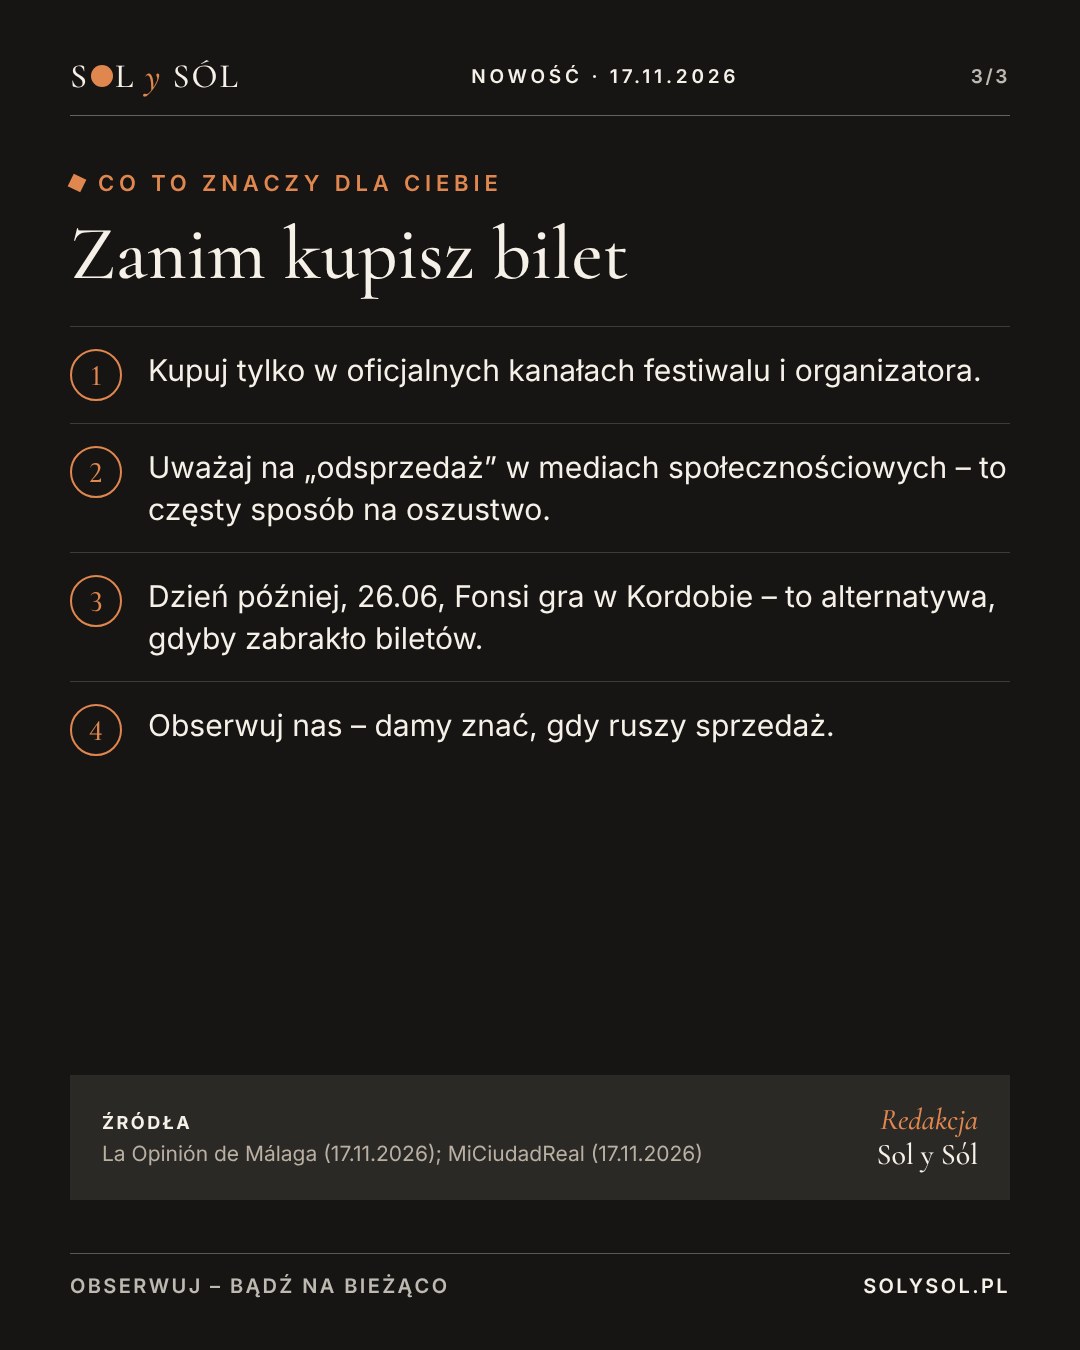 SOL y SÓL
NOWOŚĆ · 17.11.2026
3/3
CO TO ZNACZY DLA CIEBIE
Zanim kupisz bilet
1 Kupuj tylko w oficjalnych kanałach festiwalu i organizatora.
2 Uważaj na „odsprzedaż” w mediach społecznościowych – to
częsty sposób na oszustwo.
3 Dzień później, 26.06, Fonsi gra w Kordobie – to alternatywa,
gdyby zabrakło biletów.
4 Obserwuj nas – damy znać, gdy ruszy sprzedaż.
ŹRÓDŁA
La Opinión de Málaga (17.11.2026); MiCiudadReal (17.11.2026)
Redakcja
Sol y Sól
OBSERWUJ – BĄDŹ NA BIEŻĄCO
SOLYSOL.PL